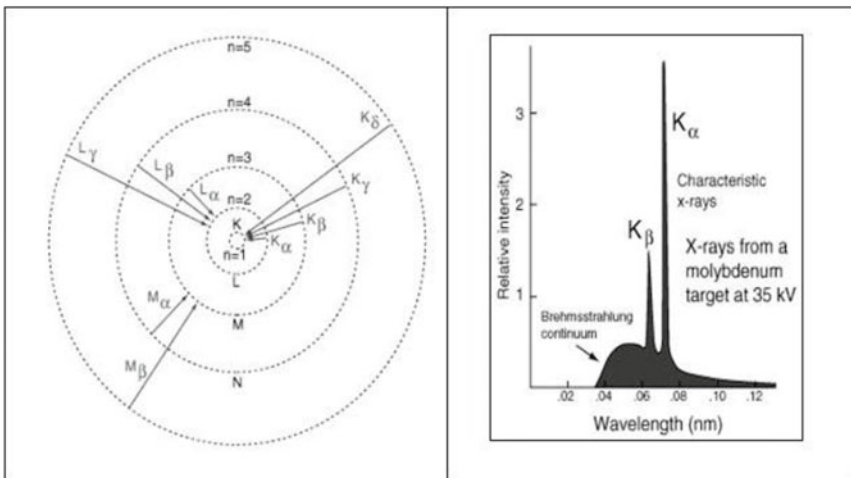 n=5
n=4
Kδ
Lγ
Lβ
n=3
Lα
Kγ
n=2
Kβ
K
Kα
n=1
L
Mα
M
Mβ
N
Relative intensity
3
2
1
Kα
Characteristic
x-rays
Kβ
X-rays from a
molybdenum
target at 35 kV
Brehmsstrahlung
continuum
.02 .04 .06 .08 .10 .12
Wavelength (nm)